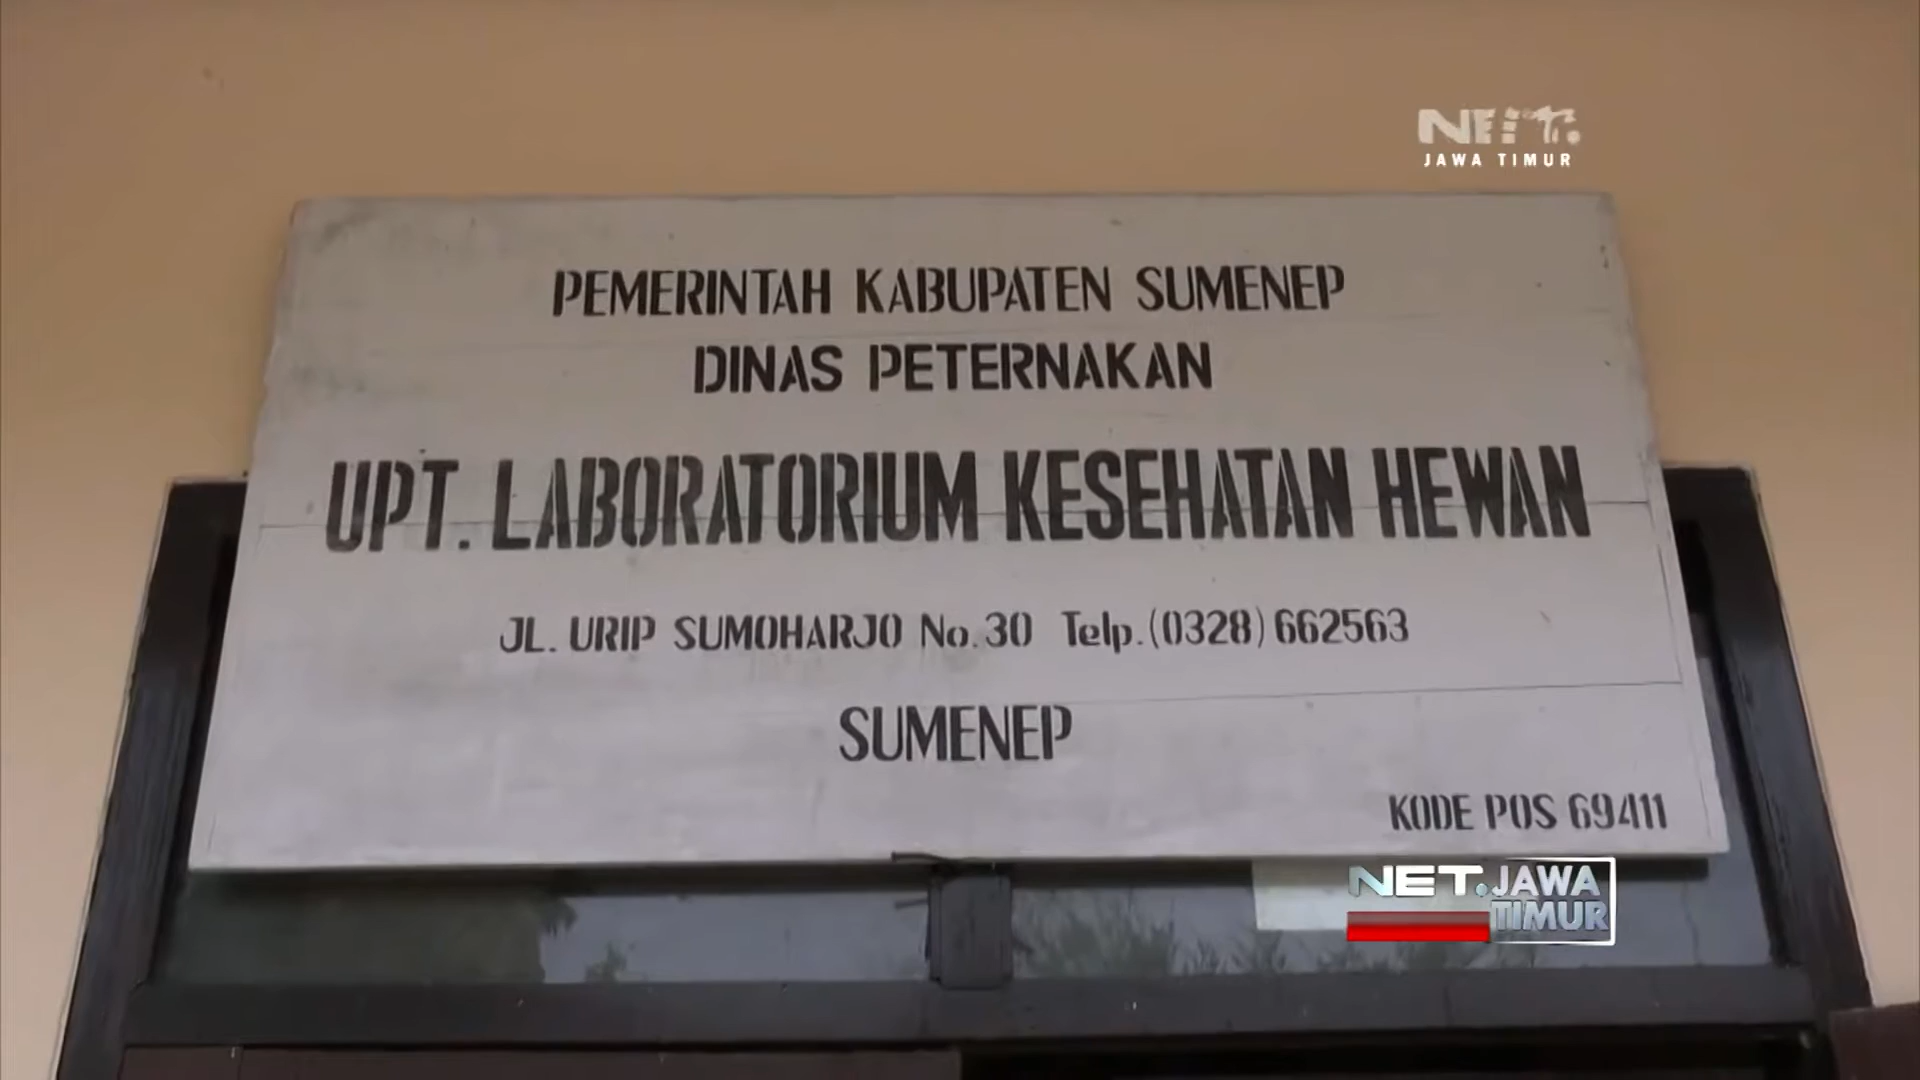 NET.
JAWA TIMUR
PEMERINTAH KABUPATEN SUMENEP
DINAS PETERNAKAN
UPT. LABORATORIUM KESEHATAN HEWAN
JL. URIP SUMOHARJO No. 30 Telp. (0328) 662563
SUMENEP
KODE POS 69411
NET. JAWA
TIMUR